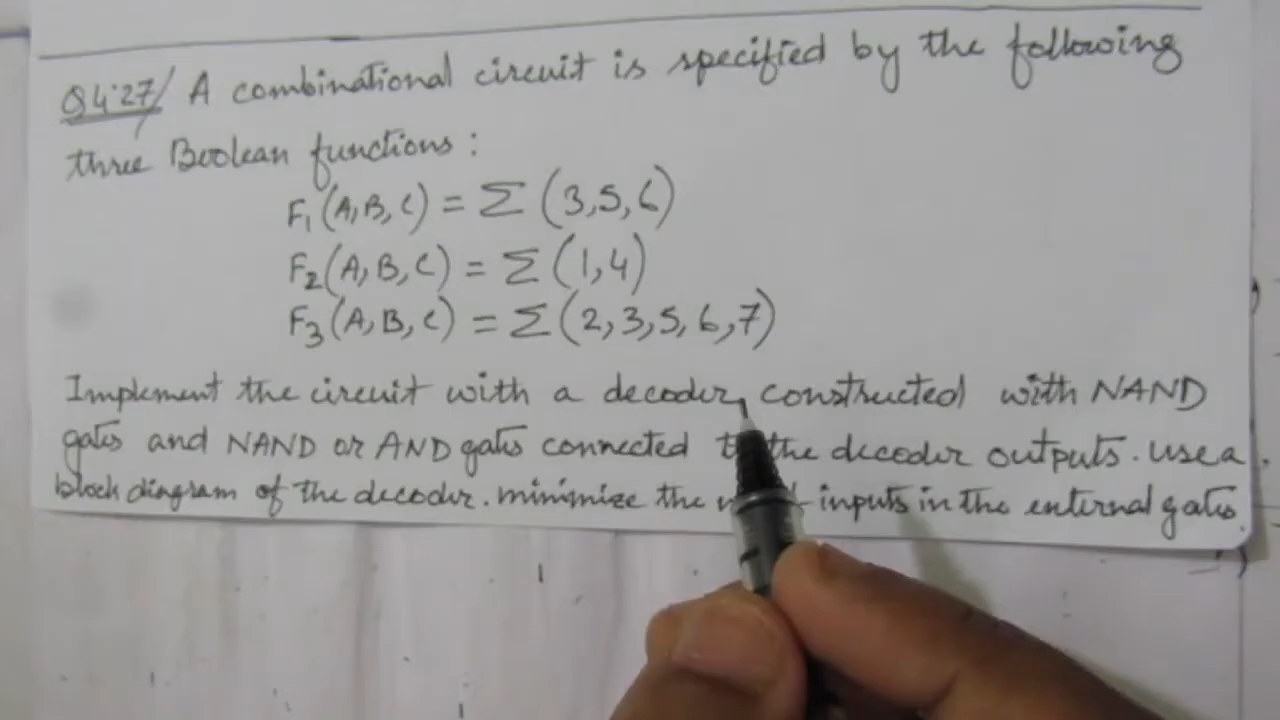 Q4.27/ A combinational circuit is specified by the following
three Boolean functions :
F1(A,B,C) = Σ (3,5,6)
F2(A,B,C) = Σ (1,4)
F3(A,B,C) = Σ (2,3,5,6,7)
Implement the circuit with a decoder constructed with NAND
gates and NAND or AND gates connected the decoder outputs. Use a
block diagram of the decoder. minimize the inputs in the external gates.